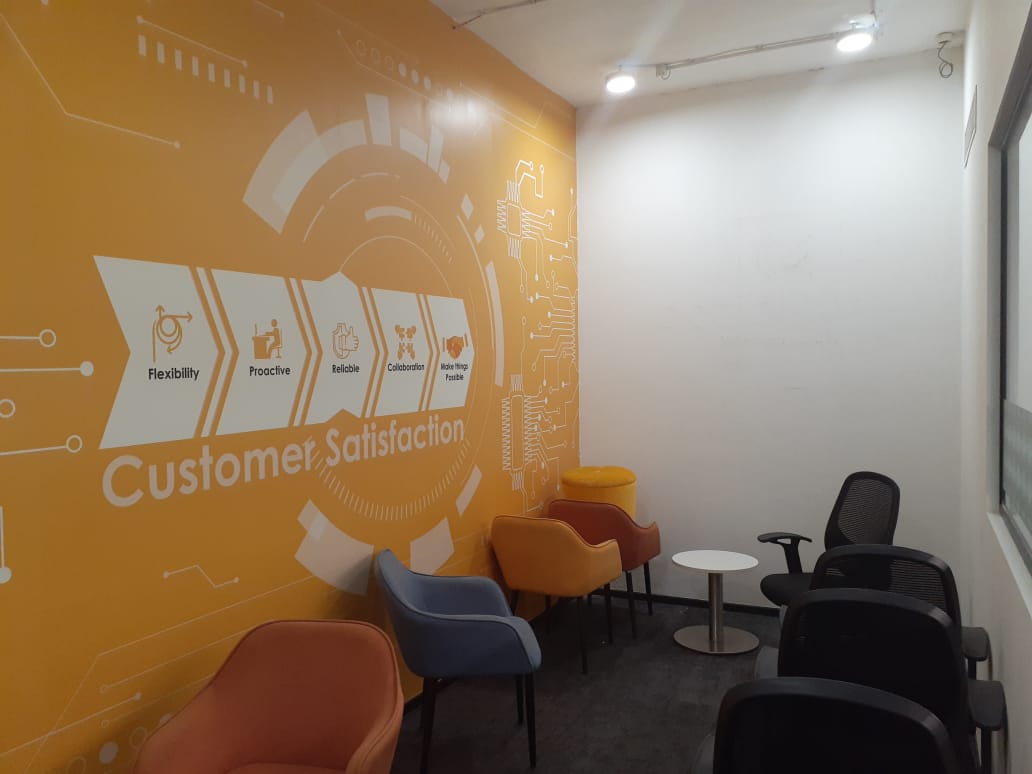 Flexibility
Proactive
Reliable
Collaboration
Make things
Possible
Customer Satisfaction